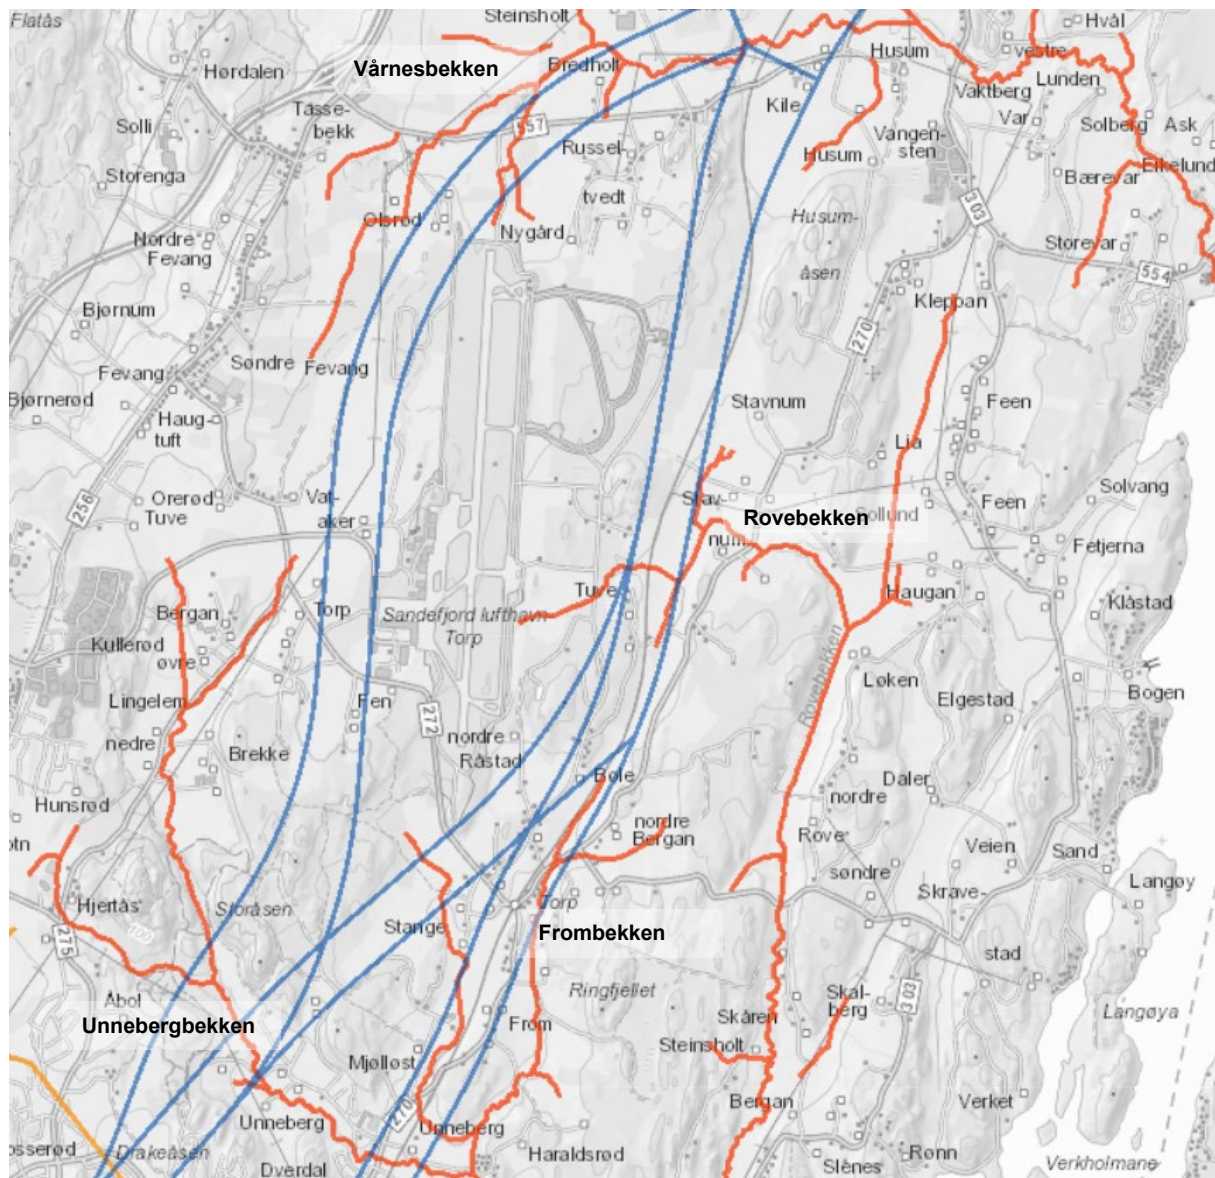 Flatås
Steinsholt
Hvål
Vårnesbekken
Bredholt
Husum
vestre
Hørdalen
Lunden
Vaktberg
Kile
Tasse-
bekk
Solli
557
Var
Solberg
Ask
Russel-
Vangen-
sten
Husum
Eikelund
Storenga
tvedt
Bærevar
303
Olsrød
Nygård
Husum-
Nordre
Fevang
Storevar
åsen
554
Bjørnum
Kleppan
270
Søndre Fevang
Fevang
Bjørnerød
Stavnum
Feen
Haug-
tuft
Lia
256
Orerød
Vat-
Stav-
Feen
Solvang
Tuve
aker
Rovebekken
Sollund
num
Fetjerna
Tuve
Haugan
Klåstad
Bergan
Torp
Sandefjord lufthavn
Torp
Kullerød
øvre
Rovebekken
Løken
Lingelem
Fen
Elgestad
Bogen
272
nedre
nordre
Brekke
Råstad
Bøle
Daler
Hunsrød
nordre
nordre
Bergan
Rove
otn
Veien
Sand
søndre
Langøy
Hjertås
Storåsen
Torp
Skrave-
100
Stange
Frombekken
275
stad
Ringfjellet
Skal-
berg
303
Åbol
Langøya
Unnebergbekken
From
Skåren
Steinsholt
Mjølløst
270
Bergan
Verket
Unneberg
Unneberg
osserød
Drakeåsen
Haraldsrød
Rønn
Dverdal
Slenes
Verkholmane